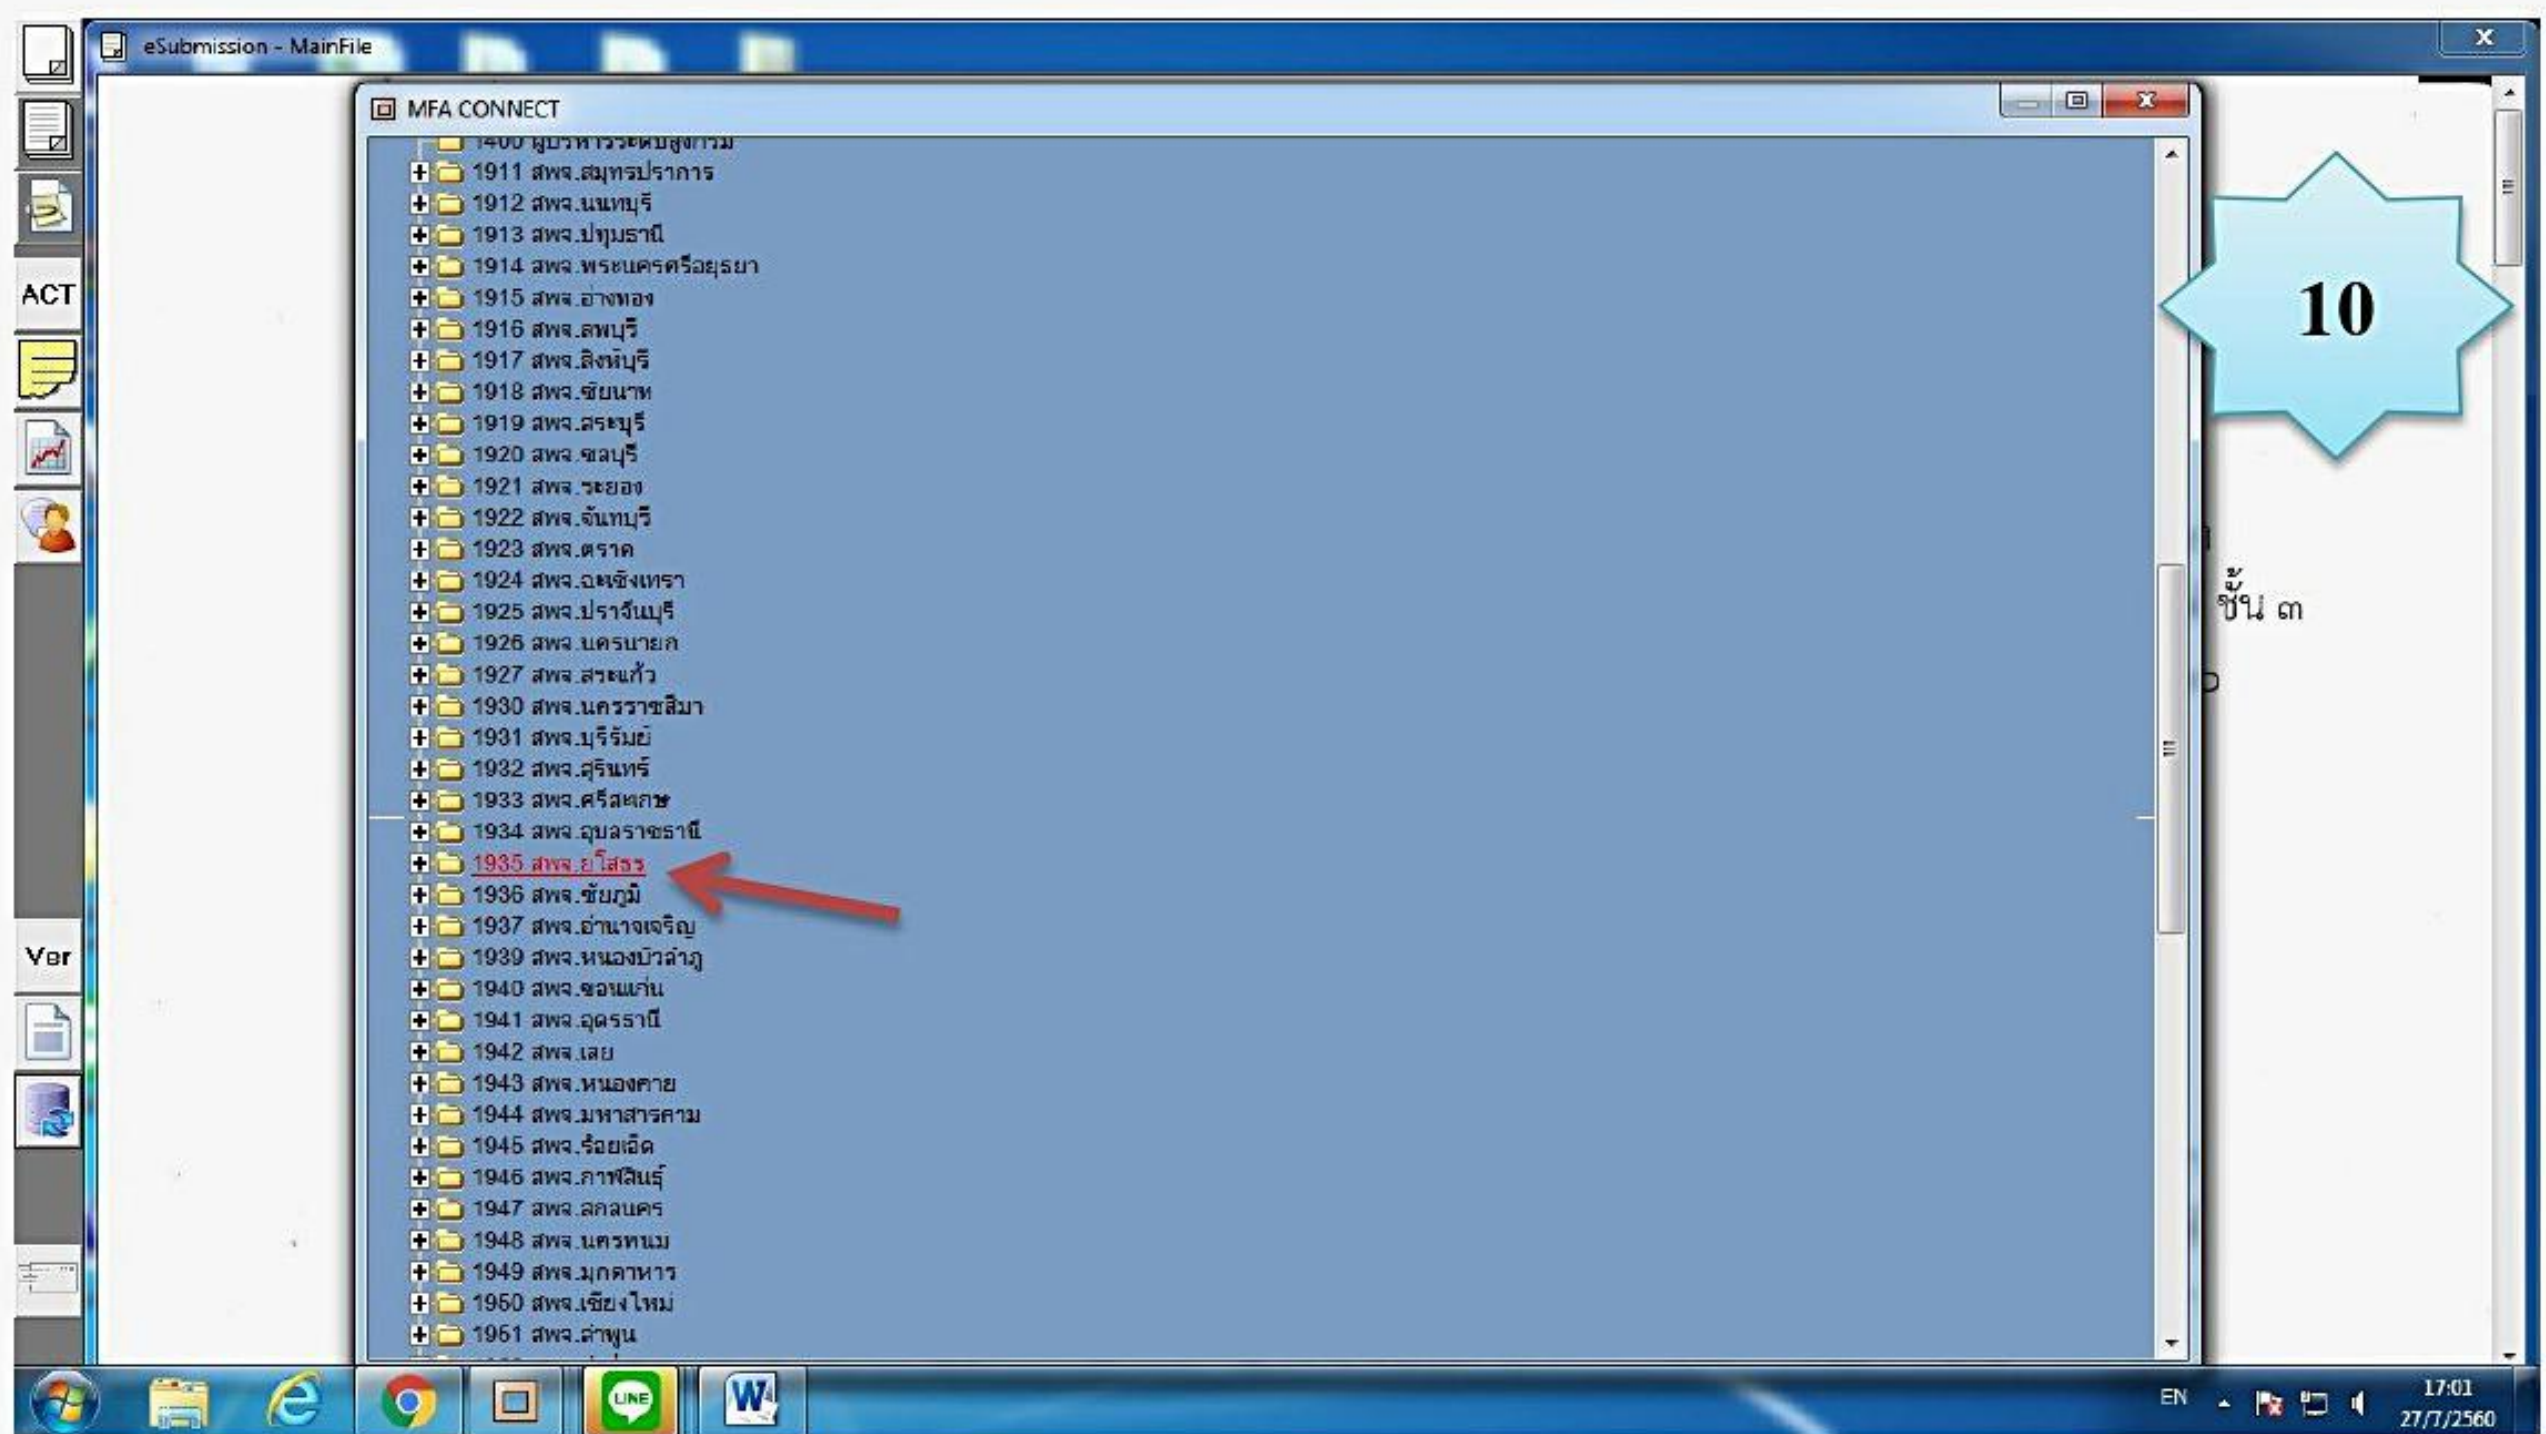 eSubmission - MainFile
MFA CONNECT
1400 ผู้บริหารระดับสูงกรม
1911 สพจ.สมุทรปราการ
1912 สพจ.นนทบุรี
1913 สพจ.ปทุมธานี
1914 สพจ.พระนครศรีอยุธยา
1915 สพจ.อ่างทอง
1916 สพจ.ลพบุรี
1917 สพจ.สิงห์บุรี
1918 สพจ.ชัยนาท
1919 สพจ.สระบุรี
1920 สพจ.ชลบุรี
1921 สพจ.ระยอง
1922 สพจ.จันทบุรี
1923 สพจ.ตราด
1924 สพจ.ฉะเชิงเทรา
1925 สพจ.ปราจีนบุรี
1926 สพจ.นครนายก
1927 สพจ.สระแก้ว
1930 สพจ.นครราชสีมา
1931 สพจ.บุรีรัมย์
1932 สพจ.สุรินทร์
1933 สพจ.ศรีสะเกษ
1934 สพจ.อุบลราชธานี
1935 สพจ.ยโสธร
1936 สพจ.ชัยภูมิ
1937 สพจ.อำนาจเจริญ
1939 สพจ.หนองบัวลำภู
1940 สพจ.ขอนแก่น
1941 สพจ.อุดรธานี
1942 สพจ.เลย
1943 สพจ.หนองคาย
1944 สพจ.มหาสารคาม
1945 สพจ.ร้อยเอ็ด
1946 สพจ.กาฬสินธุ์
1947 สพจ.สกลนคร
1948 สพจ.นครพนม
1949 สพจ.มุกดาหาร
1950 สพจ.เชียงใหม่
1951 สพจ.ลำพูน
10
ชั้น ๓
ACT
Ver
LINE
EN
17:01
27/7/2560